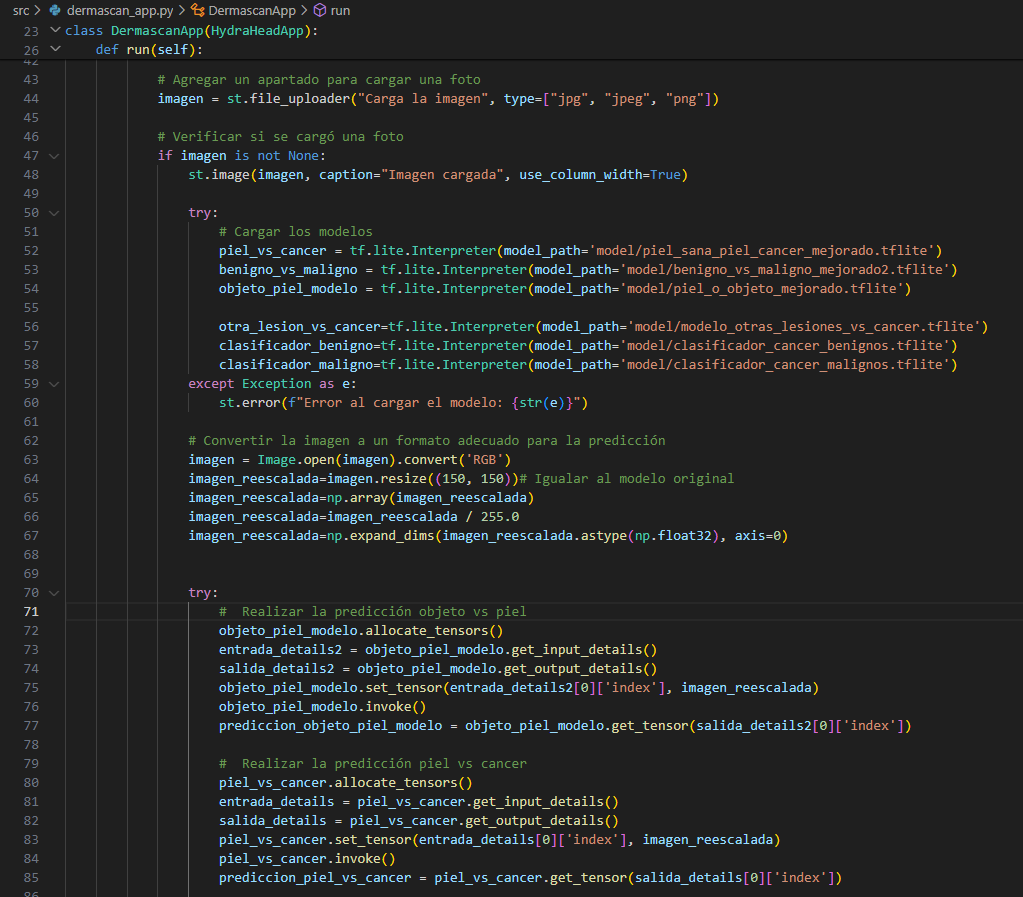 src > dermascan_app.py > DermascanApp > run
23 class DermascanApp(HydraHeadApp):
26 def run(self):
42
43 # Agregar un apartado para cargar una foto
44 imagen = st.file_uploader("Carga la imagen", type=["jpg", "jpeg", "png"])
45
46 # Verificar si se cargó una foto
47 if imagen is not None:
48 st.image(imagen, caption="Imagen cargada", use_column_width=True)
49
50 try:
51 # Cargar los modelos
52 piel_vs_cancer = tf.lite.Interpreter(model_path='model/piel_sana_piel_cancer_mejorado.tflite')
53 benigno_vs_maligno = tf.lite.Interpreter(model_path='model/benigno_vs_maligno_mejorado2.tflite')
54 objeto_piel_modelo = tf.lite.Interpreter(model_path='model/piel_o_objeto_mejorado.tflite')
55
56 otra_lesion_vs_cancer=tf.lite.Interpreter(model_path='model/modelo_otras_lesiones_vs_cancer.tflite')
57 clasificador_benigno=tf.lite.Interpreter(model_path='model/clasificador_cancer_benignos.tflite')
58 clasificador_maligno=tf.lite.Interpreter(model_path='model/clasificador_cancer_malignos.tflite')
59 except Exception as e:
60 st.error(f"Error al cargar el modelo: {str(e)}")
61
62 # Convertir la imagen a un formato adecuado para la predicción
63 imagen = Image.open(imagen).convert('RGB')
64 imagen_reescalada=imagen.resize((150, 150))# Igualar al modelo original
65 imagen_reescalada=np.array(imagen_reescalada)
66 imagen_reescalada=imagen_reescalada / 255.0
67 imagen_reescalada=np.expand_dims(imagen_reescalada.astype(np.float32), axis=0)
68
69
70 try:
71 #  Realizar la predicción objeto vs piel
72 objeto_piel_modelo.allocate_tensors()
73 entrada_details2 = objeto_piel_modelo.get_input_details()
74 salida_details2 = objeto_piel_modelo.get_output_details()
75 objeto_piel_modelo.set_tensor(entrada_details2[0]['index'], imagen_reescalada)
76 objeto_piel_modelo.invoke()
77 prediccion_objeto_piel_modelo = objeto_piel_modelo.get_tensor(salida_details2[0]['index'])
78
79 #  Realizar la predicción piel vs cancer
80 piel_vs_cancer.allocate_tensors()
81 entrada_details = piel_vs_cancer.get_input_details()
82 salida_details = piel_vs_cancer.get_output_details()
83 piel_vs_cancer.set_tensor(entrada_details[0]['index'], imagen_reescalada)
84 piel_vs_cancer.invoke()
85 prediccion_piel_vs_cancer = piel_vs_cancer.get_tensor(salida_details[0]['index'])
86